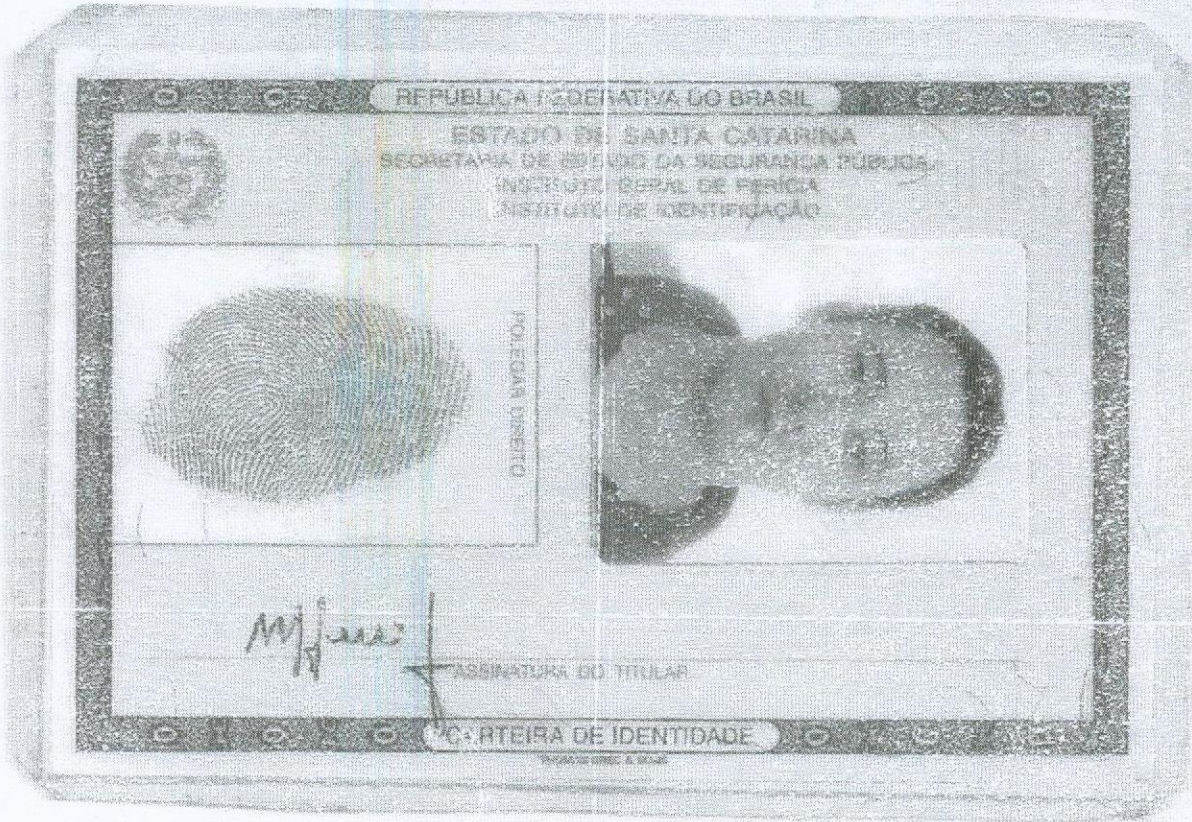 REPÚBLICA FEDERATIVA DO BRASIL
ESTADO DE SANTA CATARINA
SECRETARIA DE ESTADO DA SEGURANÇA PÚBLICA
INSTITUTO GERAL DE PERÍCIA
INSTITUTO DE IDENTIFICAÇÃO
POLEGAR DIREITO
ASSINATURA DO TITULAR
CARTEIRA DE IDENTIDADE